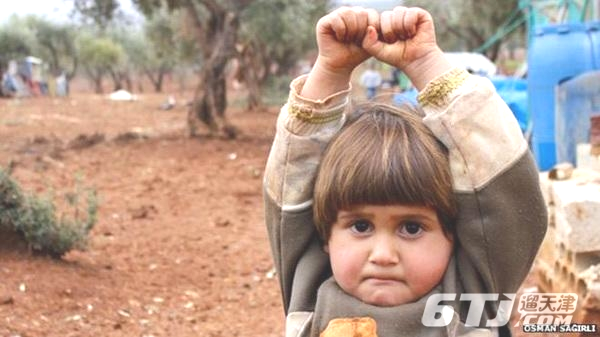 6TJ 遛天津
.COM
OSMAN SAGIRLI